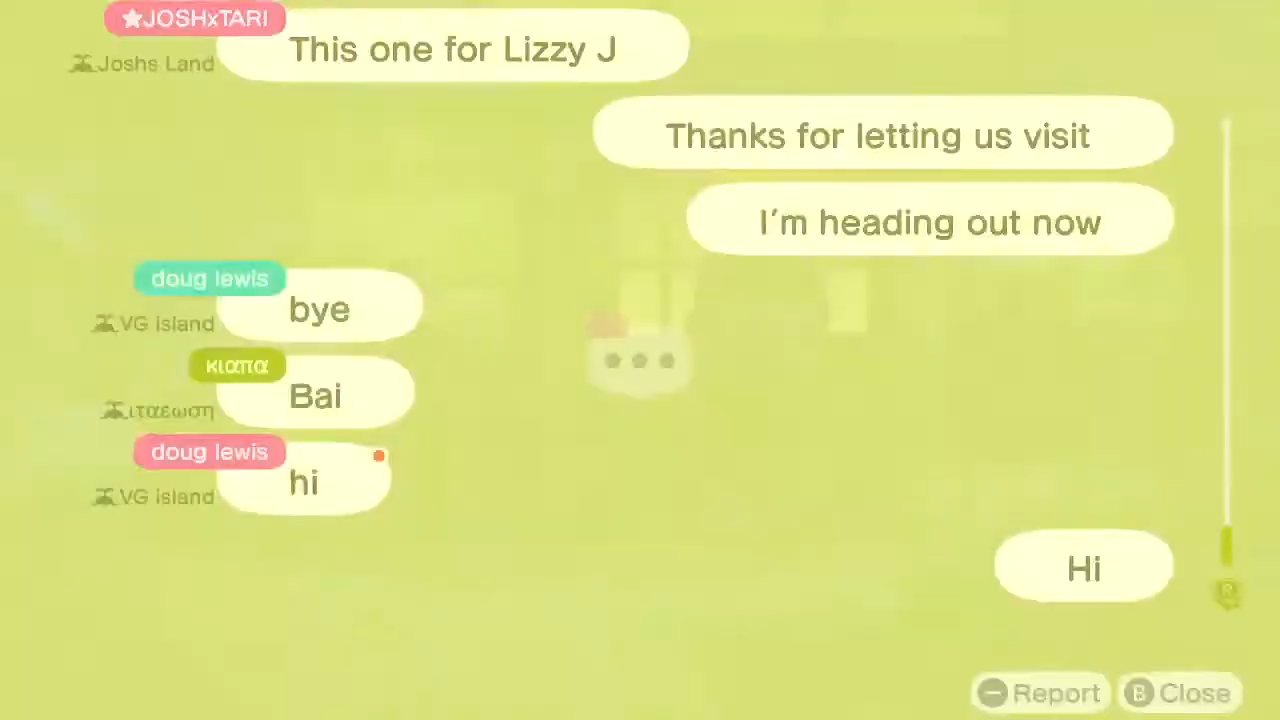 ★JOSHxTARI
Joshs Land
This one for Lizzy J
Thanks for letting us visit
I'm heading out now
doug lewis
VG island
bye
κιαπα
ιταεωση
Bai
doug lewis
VG island
hi
Hi
Report
B Close